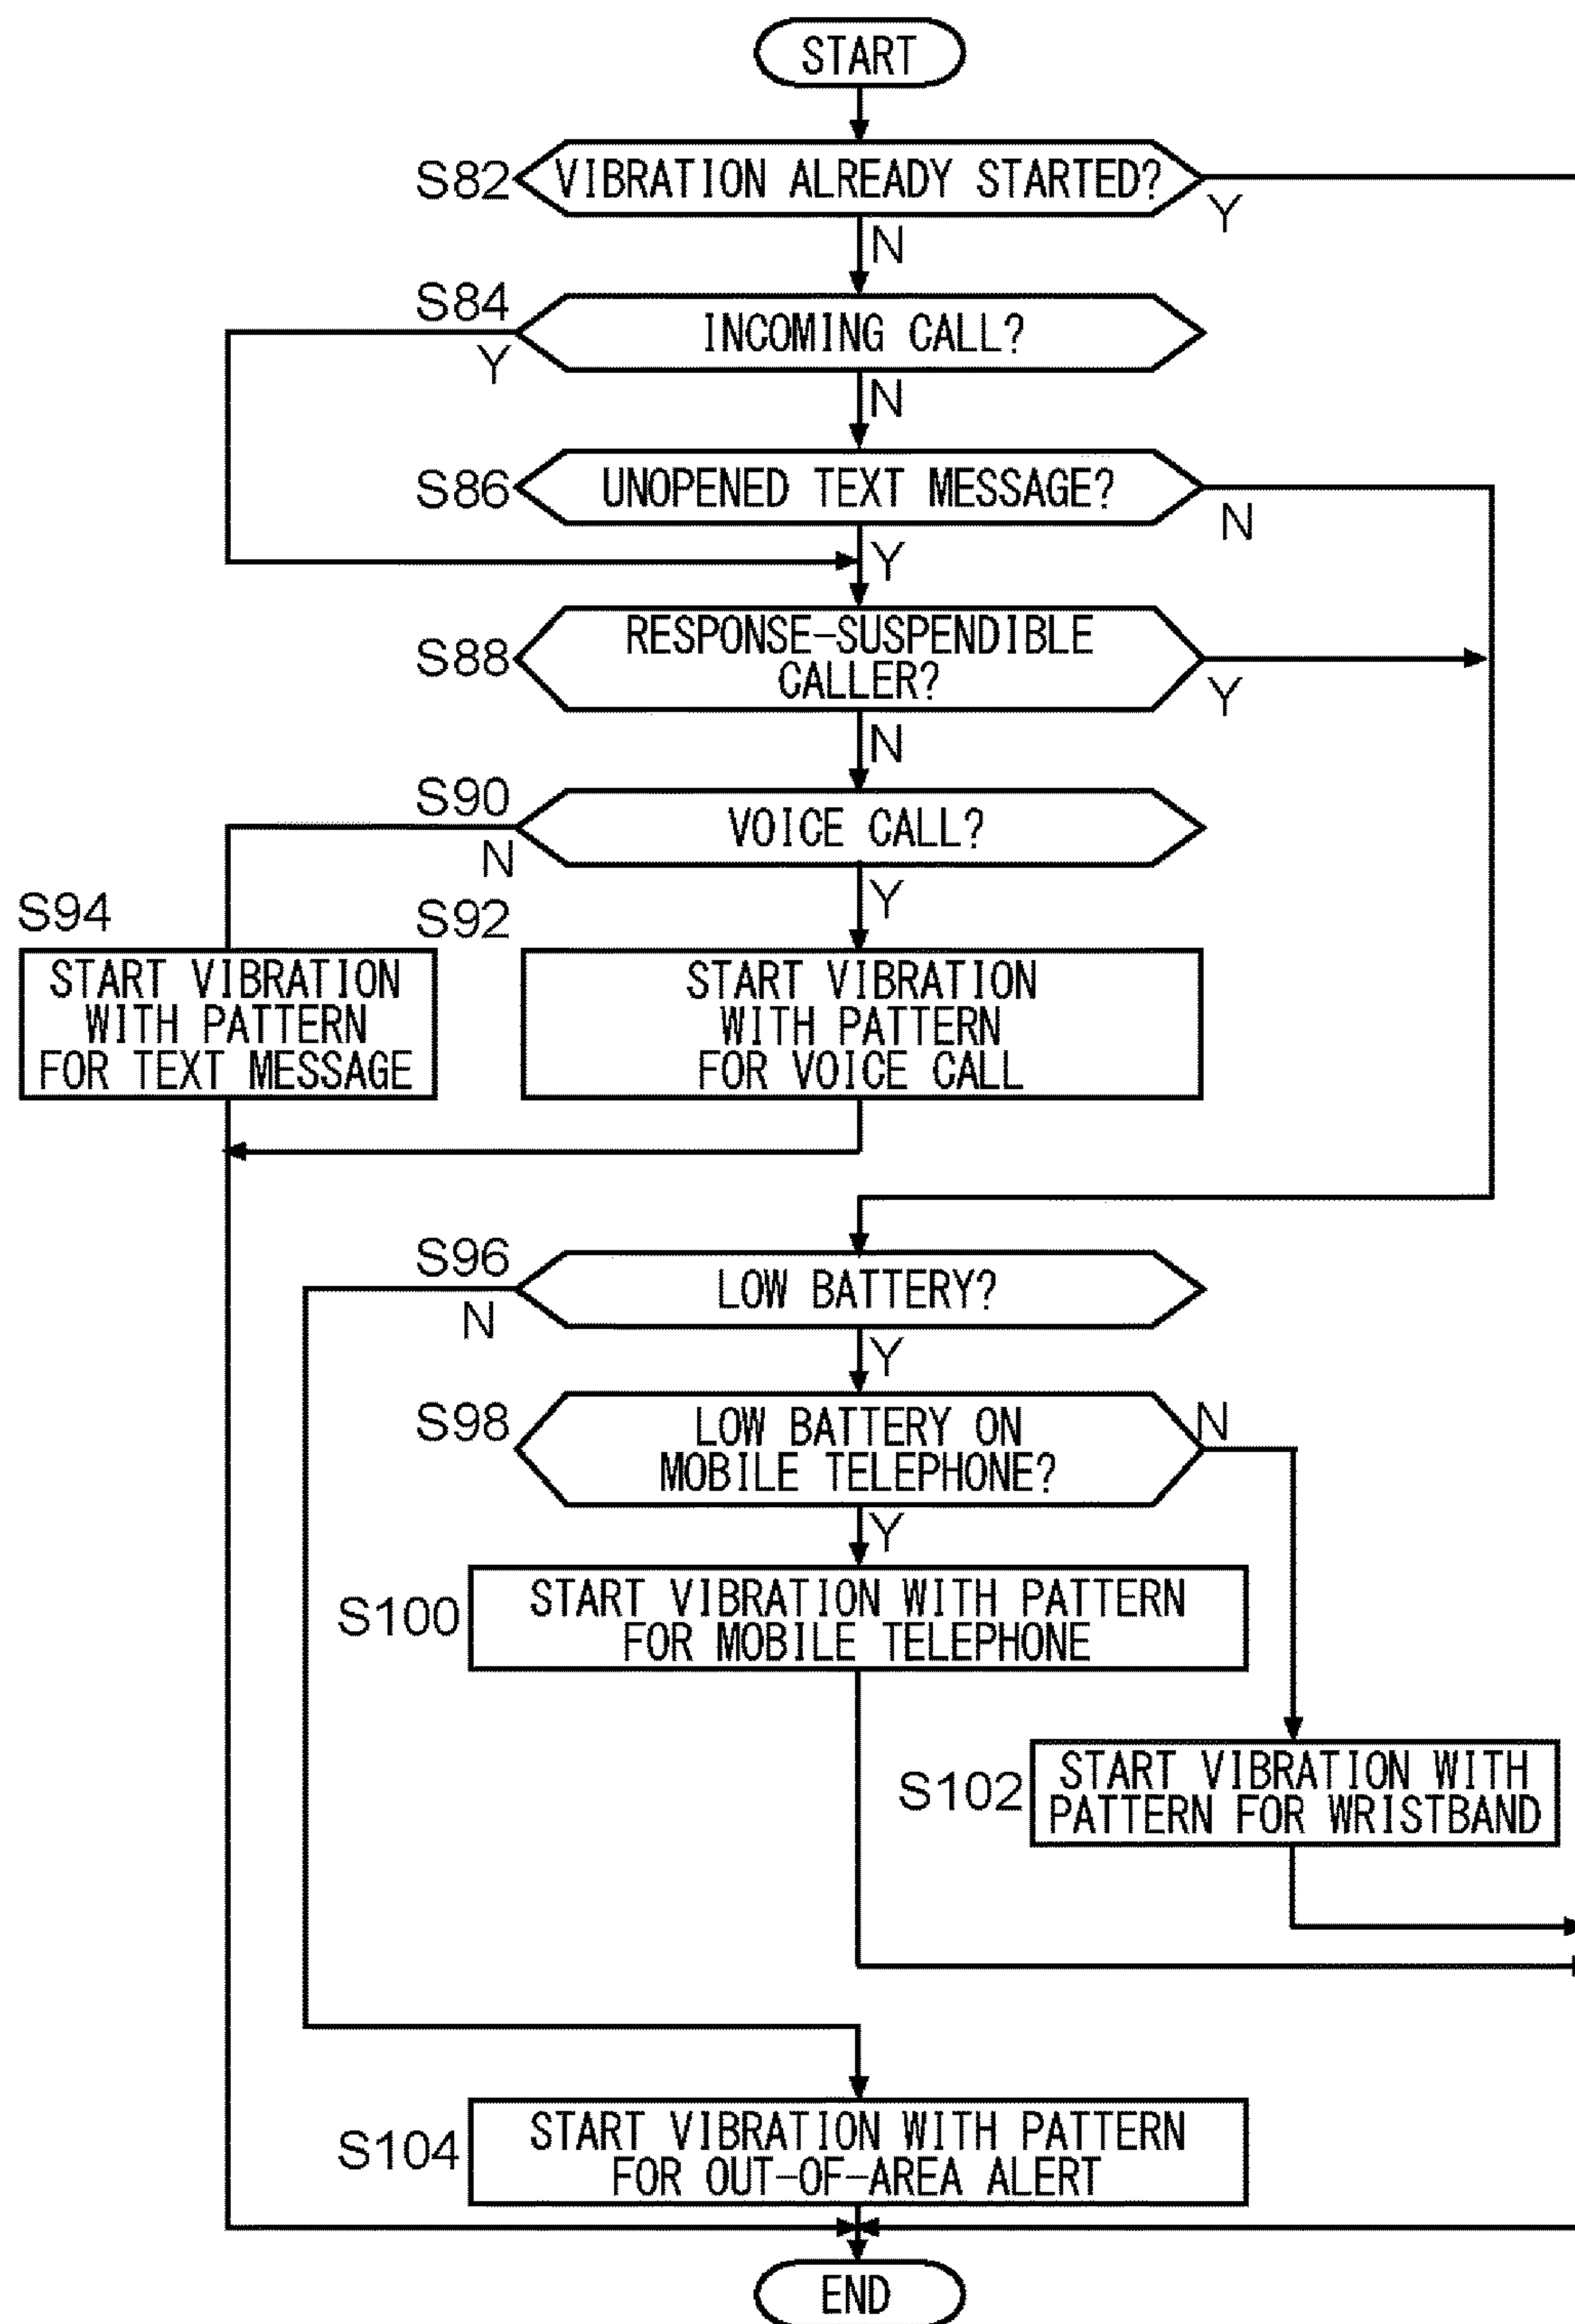 START
S82
VIBRATION ALREADY STARTED?
Y
N
S84
INCOMING CALL?
Y
N
S86
UNOPENED TEXT MESSAGE?
N
Y
S88
RESPONSE-SUSPENDIBLE
CALLER?
Y
N
S90
VOICE CALL?
N
Y
S94
START VIBRATION
WITH PATTERN
FOR TEXT MESSAGE
S92
START VIBRATION
WITH PATTERN
FOR VOICE CALL
S96
LOW BATTERY?
N
Y
S98
LOW BATTERY ON
MOBILE TELEPHONE?
N
Y
S100
START VIBRATION WITH PATTERN
FOR MOBILE TELEPHONE
S102
START VIBRATION WITH
PATTERN FOR WRISTBAND
S104
START VIBRATION WITH PATTERN
FOR OUT-OF-AREA ALERT
END